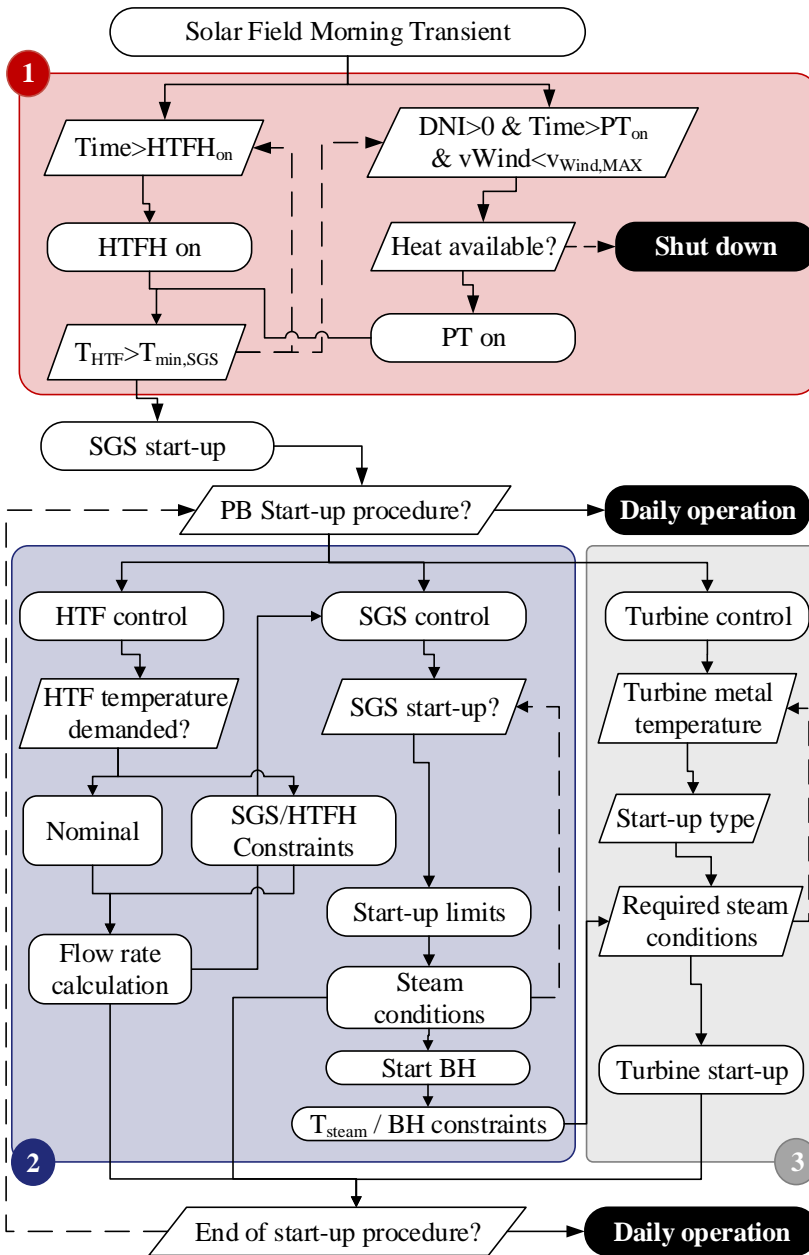 Solar Field Morning Transient
1
Time>HTFHon
DNI>0 & Time>PTon
& vWind<vWind,MAX
HTFH on
Heat available?
Shut down
THTF>Tmin,SGS
PT on
SGS start-up
PB Start-up procedure?
Daily operation
HTF control
SGS control
Turbine control
HTF temperature
demanded?
SGS start-up?
Turbine metal
temperature
Nominal
SGS/HTFH
Constraints
Start-up type
Start-up limits
Required steam
conditions
Flow rate
calculation
Steam
conditions
Start BH
Turbine start-up
Tsteam / BH constraints
2
3
End of start-up procedure?
Daily operation